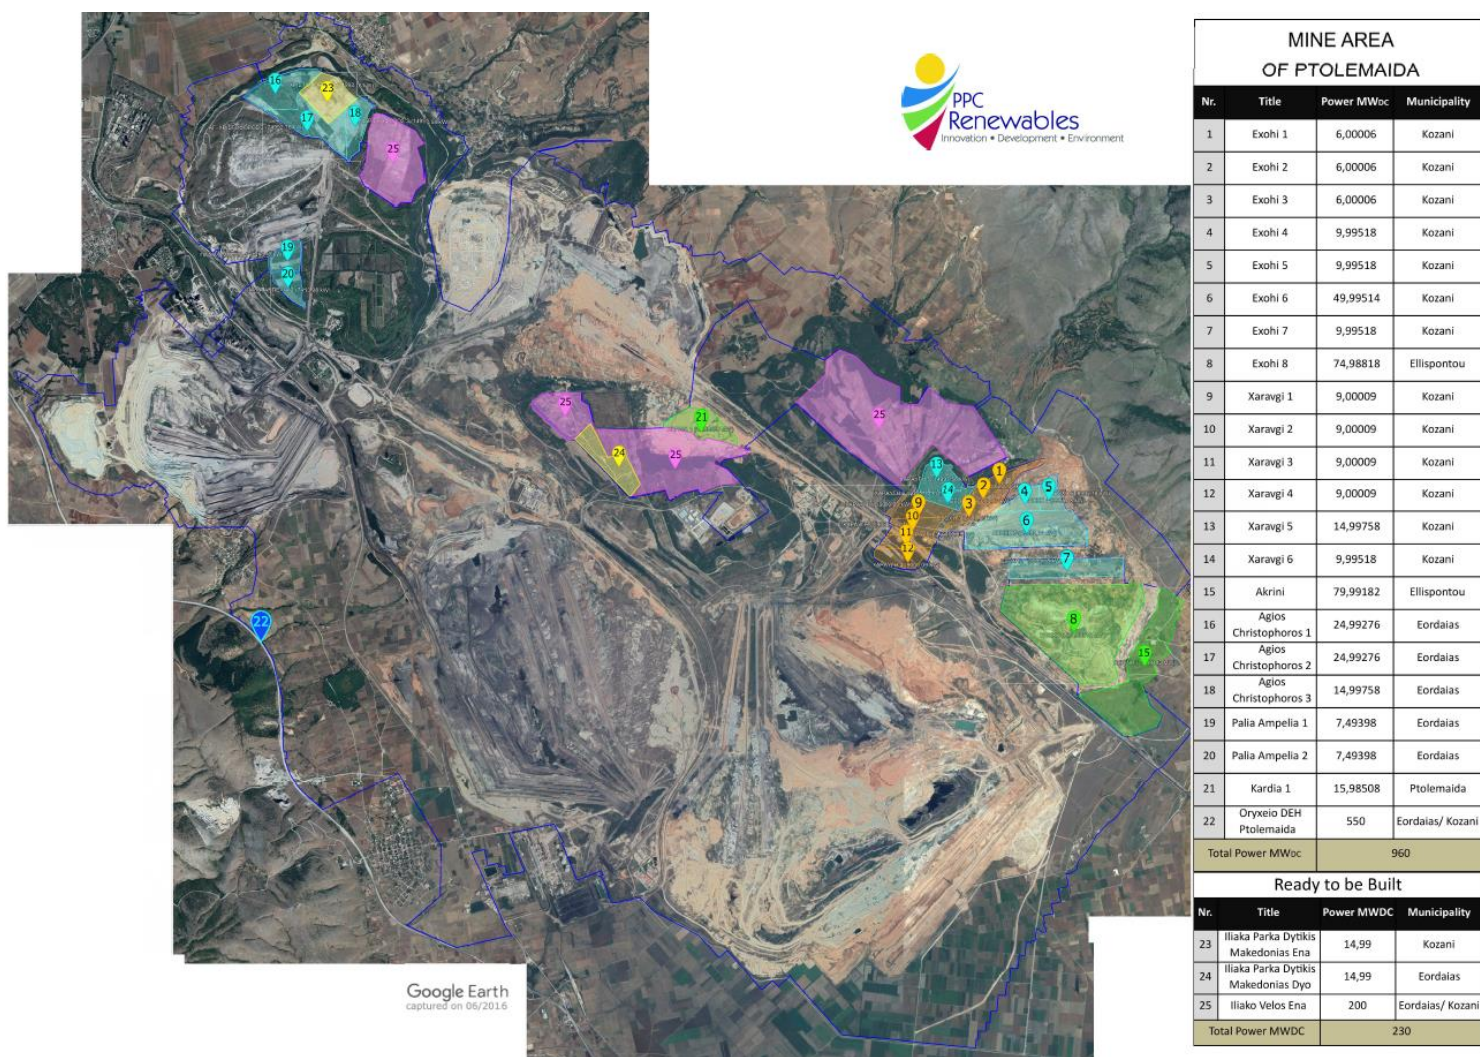 PPC
Renewables
Innovation • Development • Environment
MINE AREA
OF PTOLEMAIDA
Nr. Title Power MWDC Municipality
1 Exohi 1 6,00006 Kozani
2 Exohi 2 6,00006 Kozani
3 Exohi 3 6,00006 Kozani
4 Exohi 4 9,99518 Kozani
5 Exohi 5 9,99518 Kozani
6 Exohi 6 49,99514 Kozani
7 Exohi 7 9,99518 Kozani
8 Exohi 8 74,98818 Ellispontou
9 Xaravgi 1 9,00009 Kozani
10 Xaravgi 2 9,00009 Kozani
11 Xaravgi 3 9,00009 Kozani
12 Xaravgi 4 9,00009 Kozani
13 Xaravgi 5 14,99758 Kozani
14 Xaravgi 6 9,99518 Kozani
15 Akrini 79,99182 Ellispontou
16 Agios Christophoros 1 24,99276 Eordaias
17 Agios Christophoros 2 24,99276 Eordaias
18 Agios Christophoros 3 14,99758 Eordaias
19 Palia Ampelia 1 7,49398 Eordaias
20 Palia Ampelia 2 7,49398 Eordaias
21 Kardia 1 15,98508 Ptolemaida
22 Oryxeio DEH Ptolemaida 550 Eordaias/ Kozani
Total Power MWDC 960
Ready to be Built
Nr. Title Power MWDC Municipality
23 Iliaka Parka Dytikis Makedonias Ena 14,99 Kozani
24 Iliaka Parka Dytikis Makedonias Dyo 14,99 Eordaias
25 Iliako Velos Ena 200 Eordaias/ Kozani
Total Power MWDC 230
16
23
17
18
25
19
20
25
21
24
25
25
13
14
1
2
3
4
5
6
7
8
9
10
11
12
15
22
Google Earth
captured on 06/2016